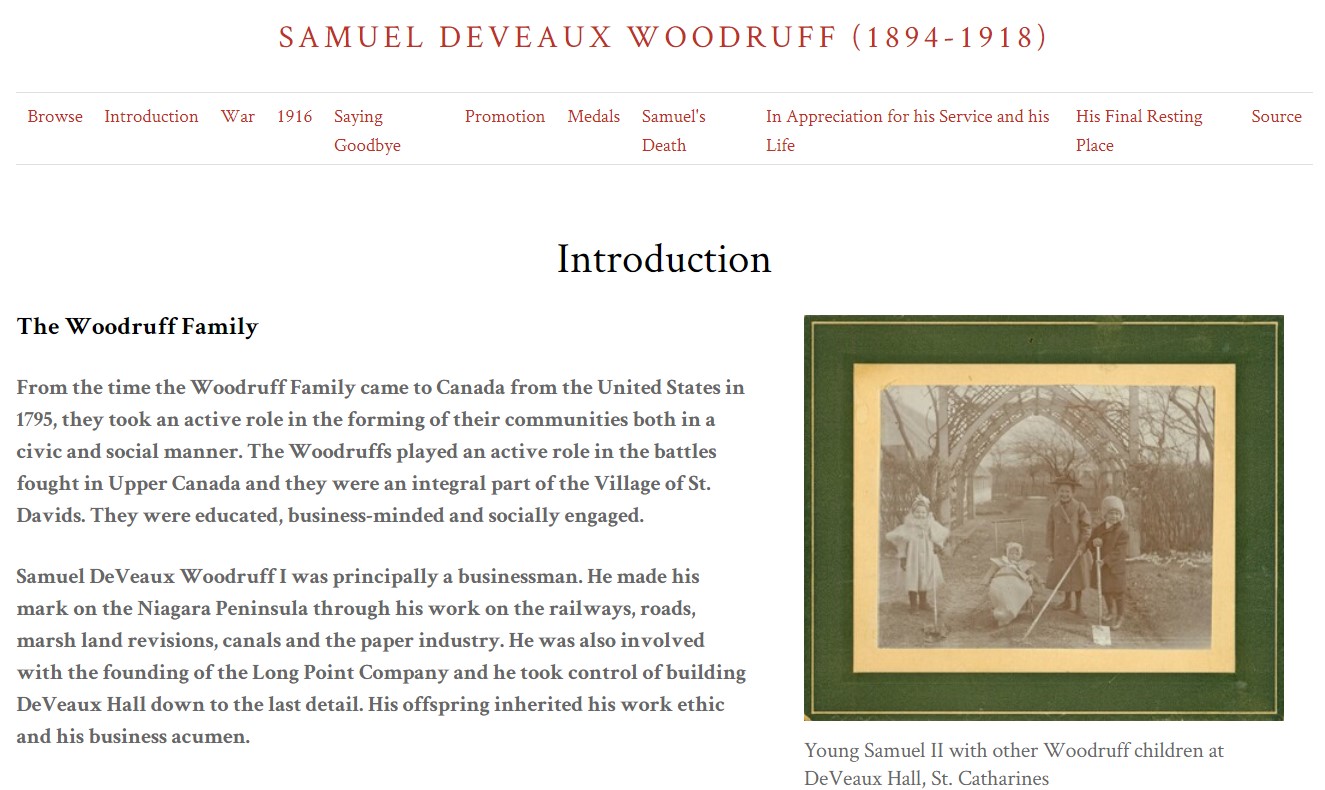 SAMUEL DEVEAUX WOODRUFF (1894-1918)
Browse Introduction War 1916 Saying Goodbye Promotion Medals Samuel's Death In Appreciation for his Service and his Life His Final Resting Place Source
Introduction
The Woodruff Family
From the time the Woodruff Family came to Canada from the United States in
1795, they took an active role in the forming of their communities both in a
civic and social manner. The Woodruffs played an active role in the battles
fought in Upper Canada and they were an integral part of the Village of St.
Davids. They were educated, business-minded and socially engaged.
Samuel DeVeaux Woodruff I was principally a businessman. He made his
mark on the Niagara Peninsula through his work on the railways, roads,
marsh land revisions, canals and the paper industry. He was also involved
with the founding of the Long Point Company and he took control of building
DeVeaux Hall down to the last detail. His offspring inherited his work ethic
and his business acumen.
Young Samuel II with other Woodruff children at
DeVeaux Hall, St. Catharines